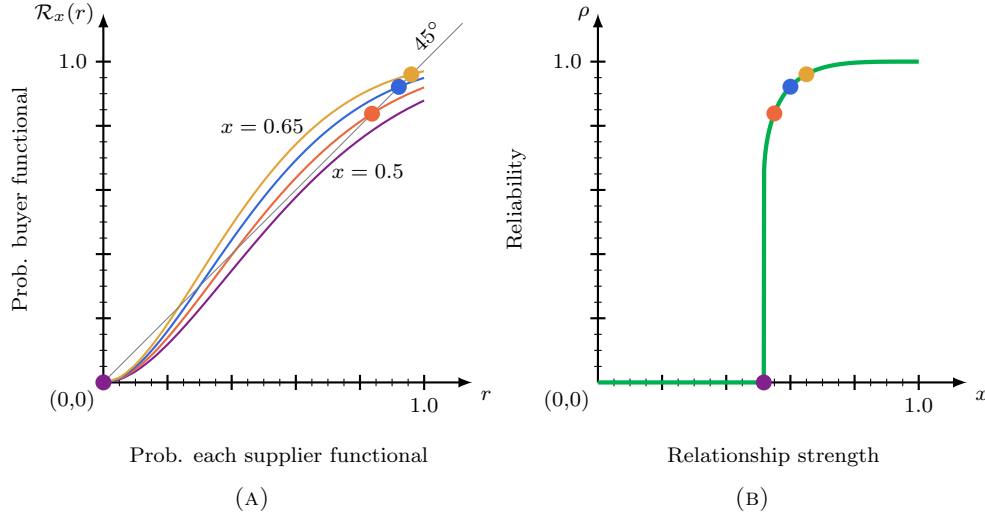 𝓡ₓ(r)
45°
1.0
x = 0.65
x = 0.5
Prob. buyer functional
(0,0)
1.0
r
Prob. each supplier functional
(A)
ρ
1.0
Reliability
(0,0)
1.0
x
Relationship strength
(B)